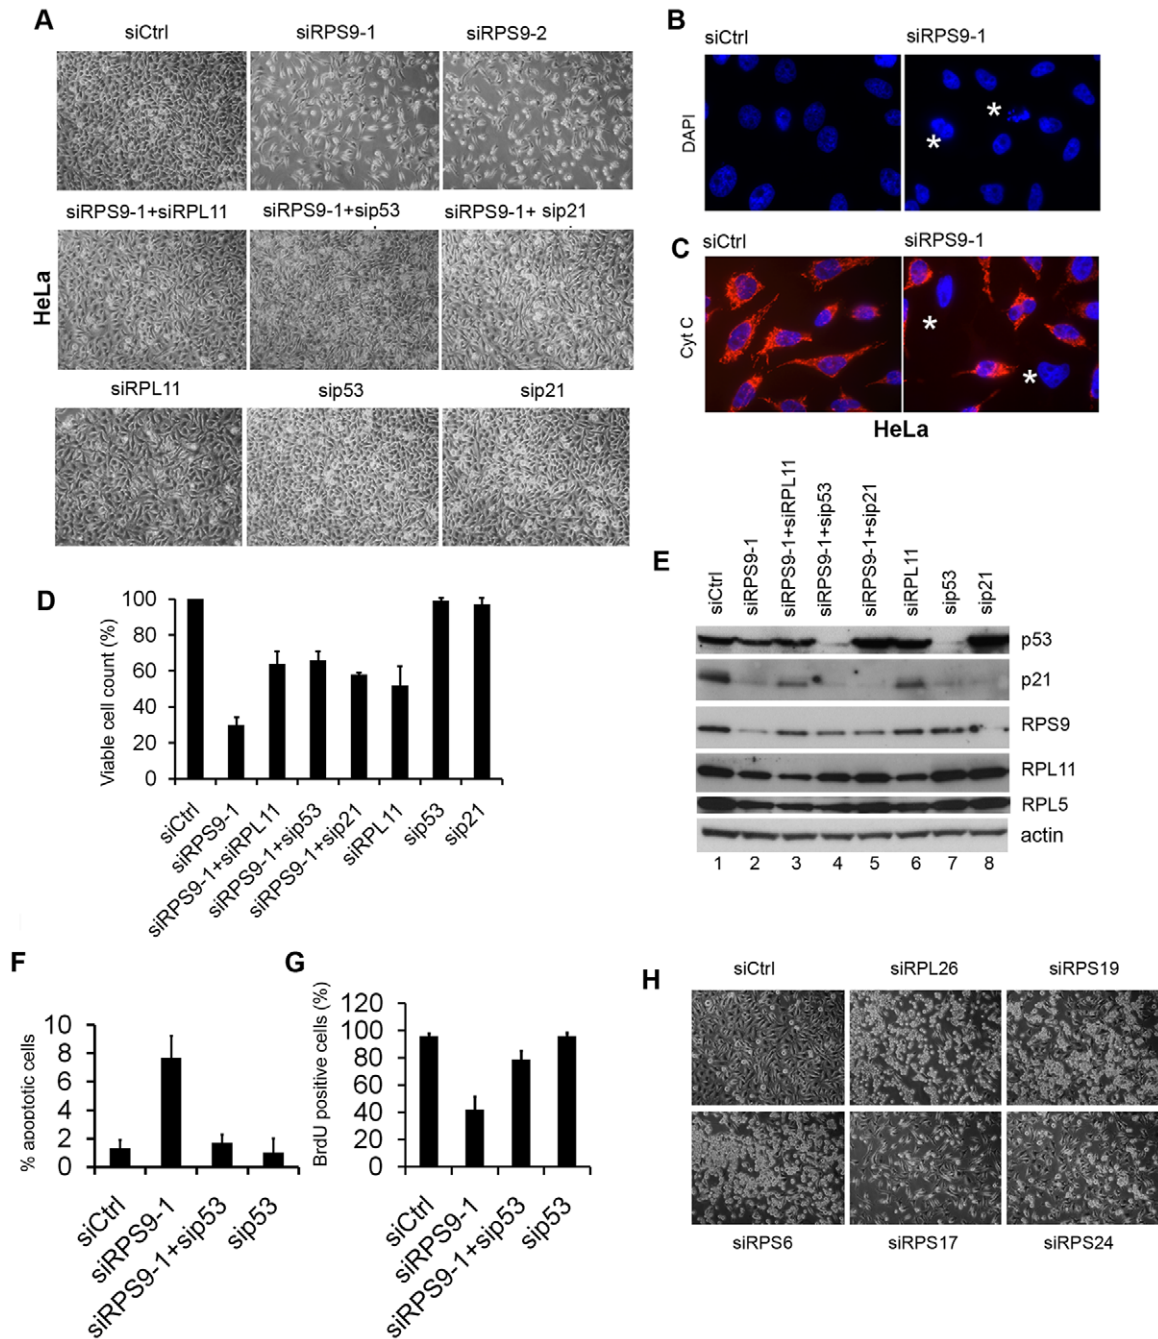 A
siCtrl
siRPS9-1
siRPS9-2
siRPS9-1+siRPL11
siRPS9-1+sip53
siRPS9-1+ sip21
HeLa
siRPL11
sip53
sip21
B
siCtrl
siRPS9-1
DAPI
*
*
C
siCtrl
siRPS9-1
Cyt C
*
*
HeLa
D
Viable cell count (%)
100
80
60
40
20
0
siCtrl
siRPS9-1
siRPS9-1+siRPL11
siRPS9-1+sip53
siRPS9-1+sip21
siRPL11
sip53
sip21
E
siCtrl
siRPS9-1
siRPS9-1+siRPL11
siRPS9-1+sip53
siRPS9-1+sip21
siRPL11
sip53
sip21
p53
p21
RPS9
RPL11
RPL5
actin
1 2 3 4 5 6 7 8
F
% apoptotic cells
10
8
6
4
2
0
siCtrl
siRPS9-1
siRPS9-1+sip53
sip53
G
BrdU positive cells (%)
120
100
80
60
40
20
0
siCtrl
siRPS9-1
siRPS9-1+sip53
sip53
H
siCtrl
siRPL26
siRPS19
siRPS6
siRPS17
siRPS24